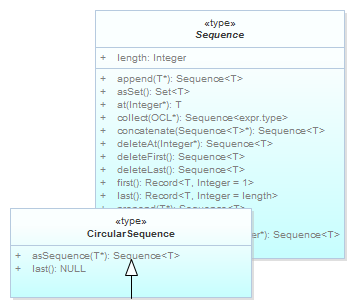 «type»
Sequence
+ length: Integer
+ append(T*): Sequence<T>
+ asSet(): Set<T>
+ at(Integer*): T
+ collect(OCL*): Sequence<expr.type>
+ concatenate(Sequence<T>*): Sequence<T>
+ deleteAt(Integer*): Sequence<T>
+ deleteFirst(): Sequence<T>
+ deleteLast(): Sequence<T>
+ first(): Record<T, Integer = 1>
+ last(): Record<T, Integer = length>
Sequence<T>
er*): Sequence<T>
«type»
CircularSequence
+ asSequence(T*): Sequence<T>
+ last(): NULL